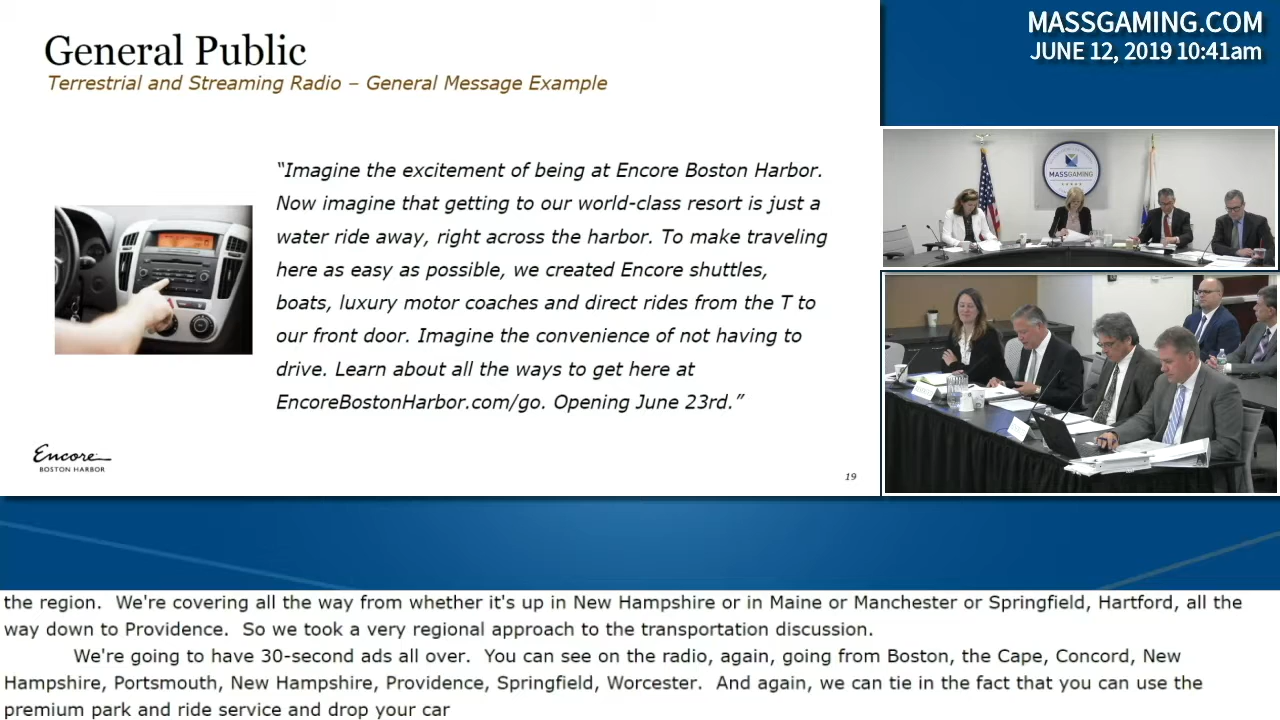 General Public
Terrestrial and Streaming Radio – General Message Example
“Imagine the excitement of being at Encore Boston Harbor.
Now imagine that getting to our world-class resort is just a
water ride away, right across the harbor. To make traveling
here as easy as possible, we created Encore shuttles,
boats, luxury motor coaches and direct rides from the T to
our front door. Imagine the convenience of not having to
drive. Learn about all the ways to get here at
EncoreBostonHarbor.com/go. Opening June 23rd.”
Encore
BOSTON HARBOR
19
MASSGAMING.COM
JUNE 12, 2019 10:41am
MASSGAMING
the region. We're covering all the way from whether it's up in New Hampshire or in Maine or Manchester or Springfield, Hartford, all the
way down to Providence. So we took a very regional approach to the transportation discussion.
We're going to have 30-second ads all over. You can see on the radio, again, going from Boston, the Cape, Concord, New
Hampshire, Portsmouth, New Hampshire, Providence, Springfield, Worcester. And again, we can tie in the fact that you can use the
premium park and ride service and drop your car